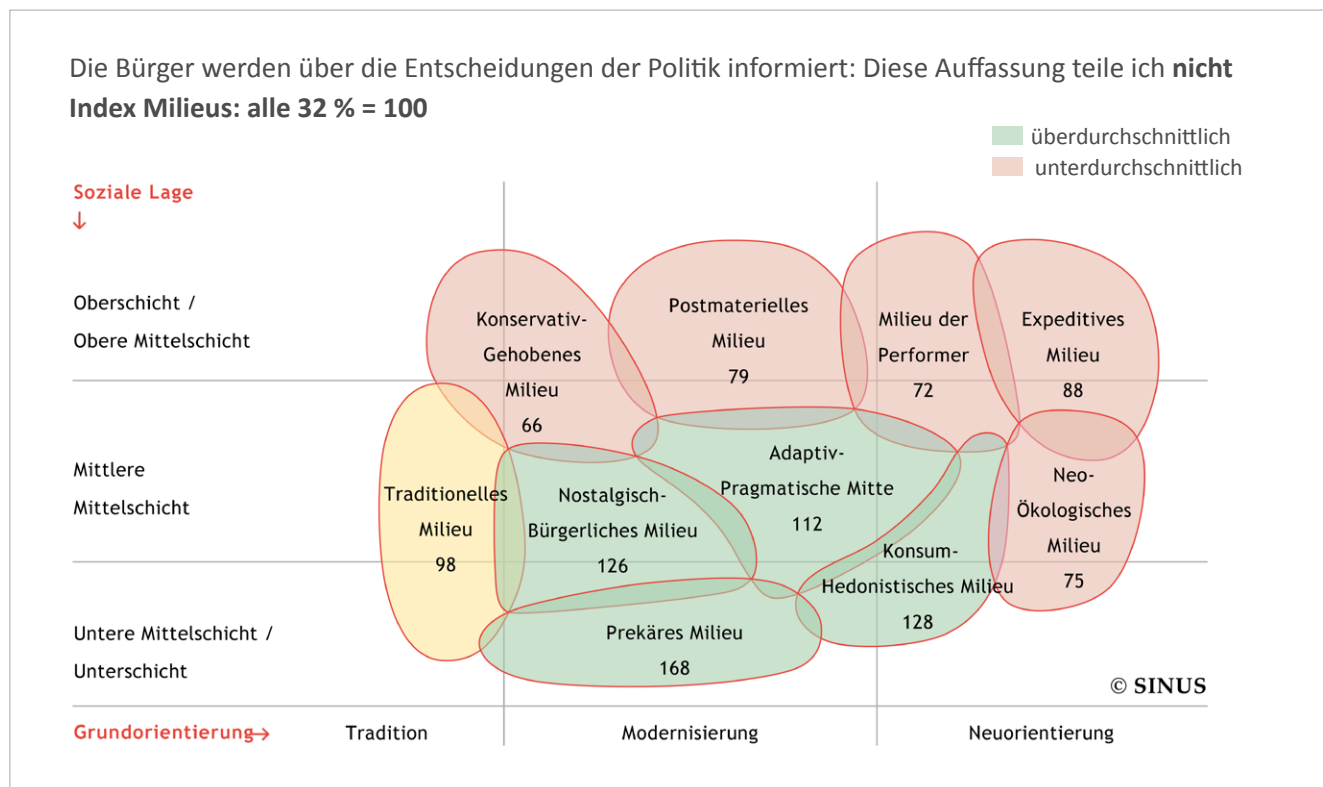 Die Bürger werden über die Entscheidungen der Politik informiert: Diese Auffassung teile ich nicht
Index Milieus: alle 32 % = 100
überdurchschnittlich
unterdurchschnittlich
Soziale Lage
↓
Oberschicht /
Obere Mittelschicht
Konservativ-
Gehobenes
Milieu
66
Postmaterielles
Milieu
79
Milieu der
Performer
72
Expeditives
Milieu
88
Mittlere
Mittelschicht
Traditionelles
Milieu
98
Nostalgisch-
Bürgerliches Milieu
126
Adaptiv-
Pragmatische Mitte
112
Konsum-
Hedonistisches Milieu
128
Neo-
Ökologisches
Milieu
75
Untere Mittelschicht /
Unterschicht
Prekäres Milieu
168
© SINUS
Grundorientierung→
Tradition
Modernisierung
Neuorientierung